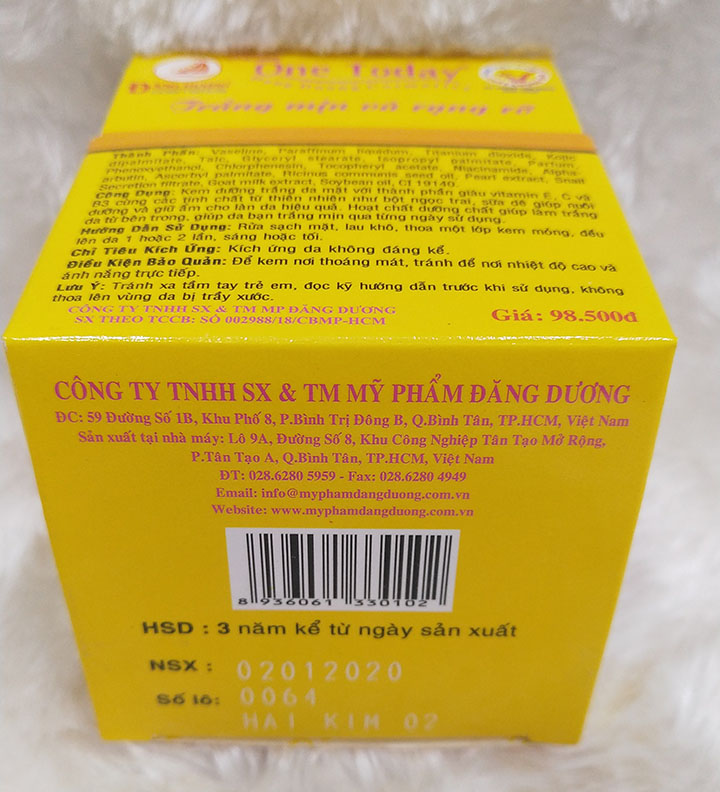 One Today
Trắng mịn và rạng rỡ
Thành Phần: Vaxeline, Paraffinum liquidum, Titanium dioxide, Kojic
dipalmitate, Talc, Glyceryl stearate, Isopropyl palmitate, Parfum,
Phenoxyethanol, Chlorphenesin, Tocopheryl acetate, Niacinamide, Alpha-
arbutin, Ascorbyl palmitate, Ricinus communis seed oil, Pearl extract, Snail
Secretion filtrate, Goat milk extract, Soybean oil, CI 19140.
Công Dụng: Kem dưỡng trắng da mặt với thành phần giàu vitamin E, C và
B3 cùng các tinh chất từ thiên nhiên như bột ngọc trai, sữa dê giúp nuôi
dưỡng và giữ ẩm cho làn da hiệu quả. Hoạt chất dưỡng chất giúp làm trắng
da từ bên trong, giúp da bạn trắng mịn qua từng ngày sử dụng.
Hướng Dẫn Sử Dụng: Rửa sạch mặt, lau khô, thoa một lớp kem mỏng, đều
lên da 1 hoặc 2 lần, sáng hoặc tối.
Chỉ Tiêu Kích Ứng: Kích ứng da không đáng kể.
Điều Kiện Bảo Quản: Để kem nơi thoáng mát, tránh để nơi nhiệt độ cao và
ánh nắng trực tiếp.
Lưu Ý: Tránh xa tầm tay trẻ em, đọc kỹ hướng dẫn trước khi sử dụng, không
thoa lên vùng da bị trầy xước.
CÔNG TY TNHH SX & TM MP ĐĂNG DƯƠNG
SX THEO TCCB: SỐ 002988/18/CBMP-HCM
Giá: 98.500đ
CÔNG TY TNHH SX & TM MỸ PHẨM ĐĂNG DƯƠNG
ĐC: 59 Đường Số 1B, Khu Phố 8, P.Bình Trị Đông B, Q.Bình Tân, TP.HCM, Việt Nam
Sản xuất tại nhà máy: Lô 9A, Đường Số 8, Khu Công Nghiệp Tân Tạo Mở Rộng,
P.Tân Tạo A, Q.Bình Tân, TP.HCM, Việt Nam
ĐT: 028.6280 5959 - Fax: 028.6280 4949
Email: info@myphamdangduong.com.vn
Website: www.myphamdangduong.com.vn
8 936061 330102
HSD : 3 năm kể từ ngày sản xuất
NSX : 02012020
Số lô: 0064
HAI KIM 02